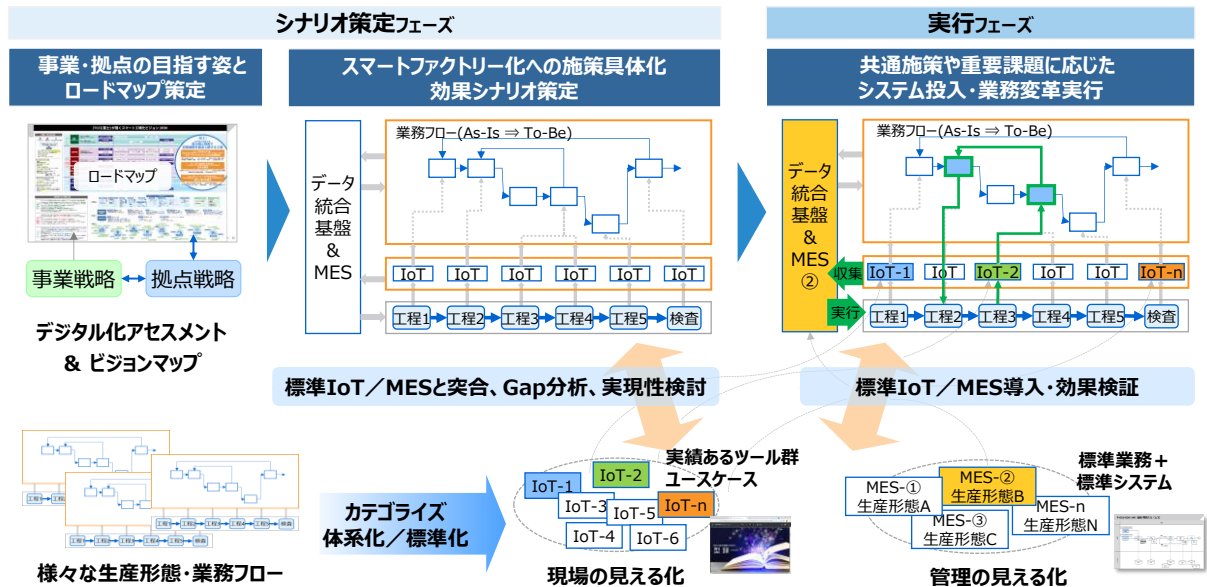 シナリオ策定フェーズ
実行フェーズ
事業・拠点の目指す姿と
ロードマップ策定
スマートファクトリー化への施策具体化
効果シナリオ策定
共通施策や重要課題に応じた
システム投入・業務変革実行
ロードマップ
事業戦略
拠点戦略
デジタル化アセスメント
& ビジョンマップ
データ
統合
基盤
&
MES
業務フロー(As-Is ⇒ To-Be)
IoT
IoT
IoT
IoT
IoT
IoT
工程1
工程2
工程3
工程4
工程5
検査
データ
統合
基盤
&
MES
②
業務フロー(As-Is ⇒ To-Be)
収集
IoT-1
IoT
IoT-2
IoT
IoT
IoT-n
実行
工程1
工程2
工程3
工程4
工程5
検査
標準IoT/MESと突合、Gap分析、実現性検討
標準IoT/MES導入・効果検証
様々な生産形態・業務フロー
カテゴライズ
体系化/標準化
実績あるツール群
ユースケース
IoT-1
IoT-2
IoT-3
IoT-5
IoT-n
IoT-4
IoT-6
現場の見える化
標準業務+
標準システム
MES-①
生産形態A
MES-②
生産形態B
MES-n
生産形態N
MES-③
生産形態C
管理の見える化